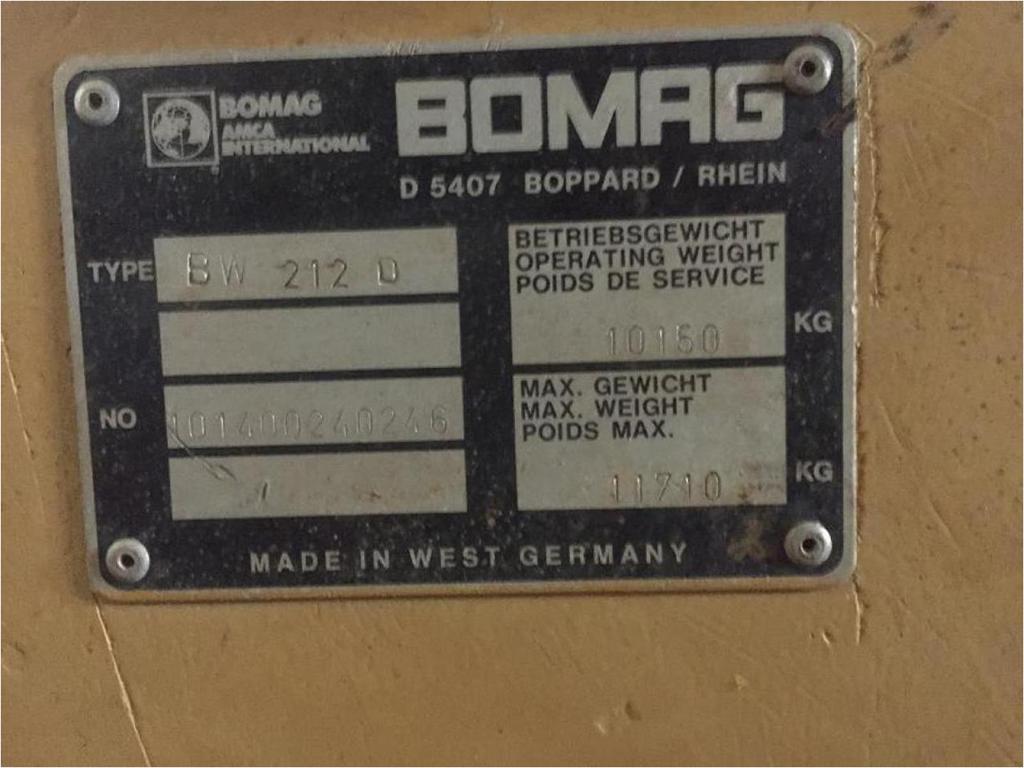 BOMAG
AMCA
INTERNATIONAL
BOMAG
D 5407 BOPPARD / RHEIN
TYPE BW 212 D
NO 101400240246
BETRIEBSGEWICHT
OPERATING WEIGHT
POIDS DE SERVICE
10150 KG
MAX. GEWICHT
MAX. WEIGHT
POIDS MAX.
11710 KG
MADE IN WEST GERMANY